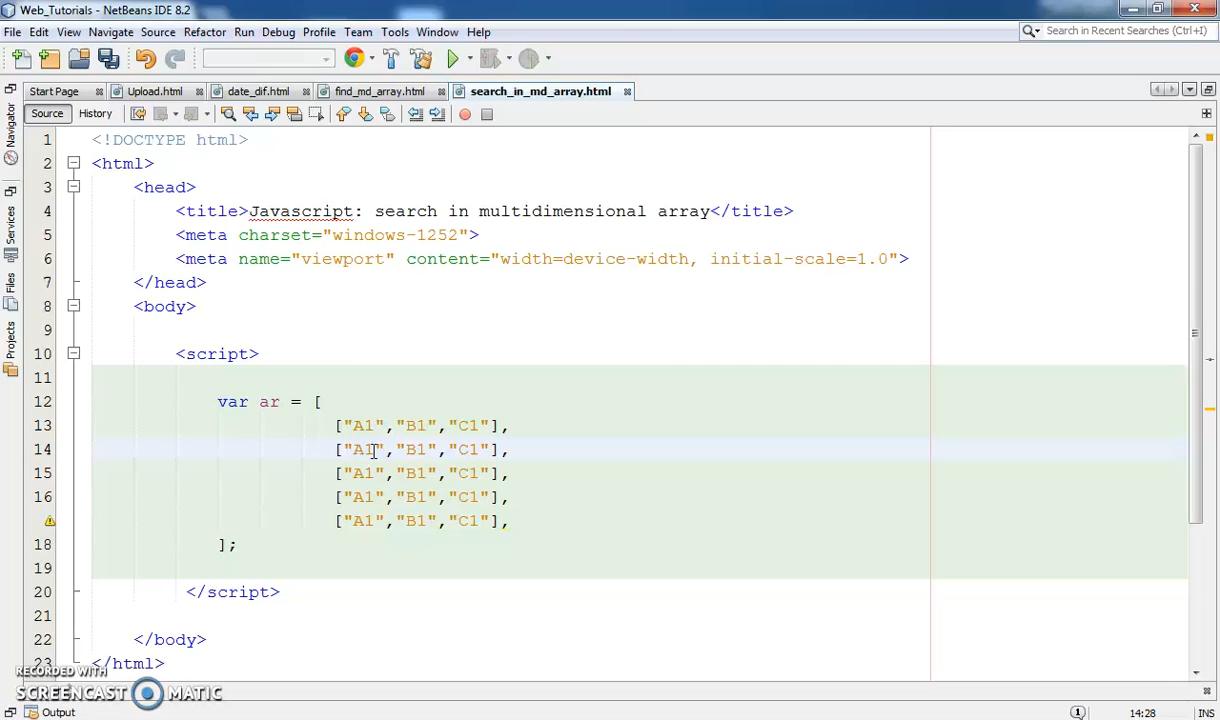 Web_Tutorials - NetBeans IDE 8.2
File Edit View Navigate Source Refactor Run Debug Profile Team Tools Window Help
Search in Recent Searches (Ctrl+I)
Start Page Upload.html date_dif.html find_md_array.html search_in_md_array.html
Source History
Navigator
Services
Files
Projects
1 <!DOCTYPE html>
2 <html>
3 <head>
4 <title>Javascript: search in multidimensional array</title>
5 <meta charset="windows-1252">
6 <meta name="viewport" content="width=device-width, initial-scale=1.0">
7 </head>
8 <body>
9
10 <script>
11
12 var ar = [
13 ["A1","B1","C1"],
14 ["A1","B1","C1"],
15 ["A1","B1","C1"],
16 ["A1","B1","C1"],
["A1","B1","C1"],
18 ];
19
20 </script>
21
22 </body>
23 </html>
RECORDED WITH
SCREENCAST MATIC
Output
1 14:28 INS